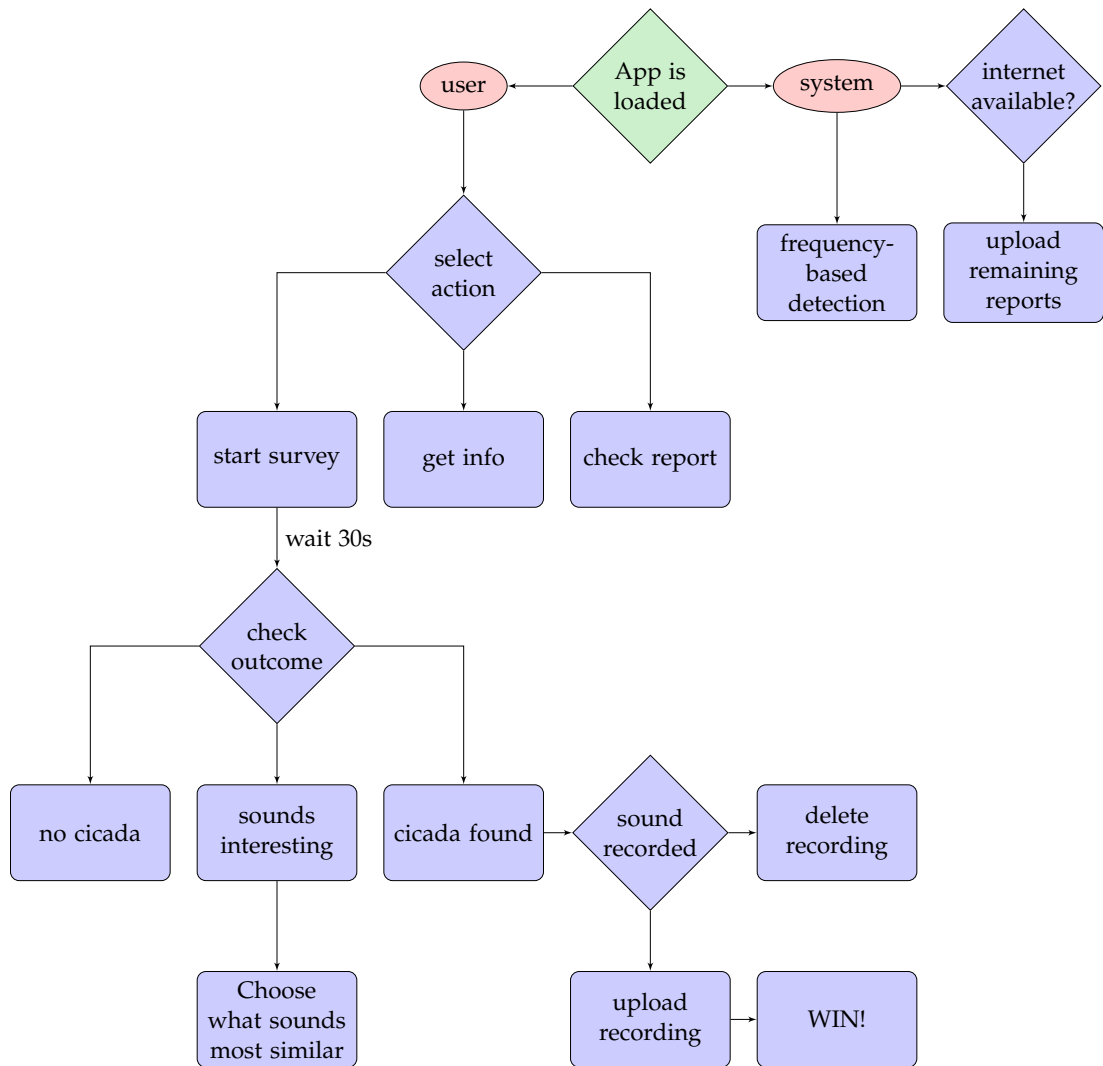 user
App is
loaded
system
internet
available?
select
action
frequency-
based
detection
upload
remaining
reports
start survey
get info
check report
wait 30s
check
outcome
no cicada
sounds
interesting
cicada found
sound
recorded
delete
recording
Choose
what sounds
most similar
upload
recording
WIN!